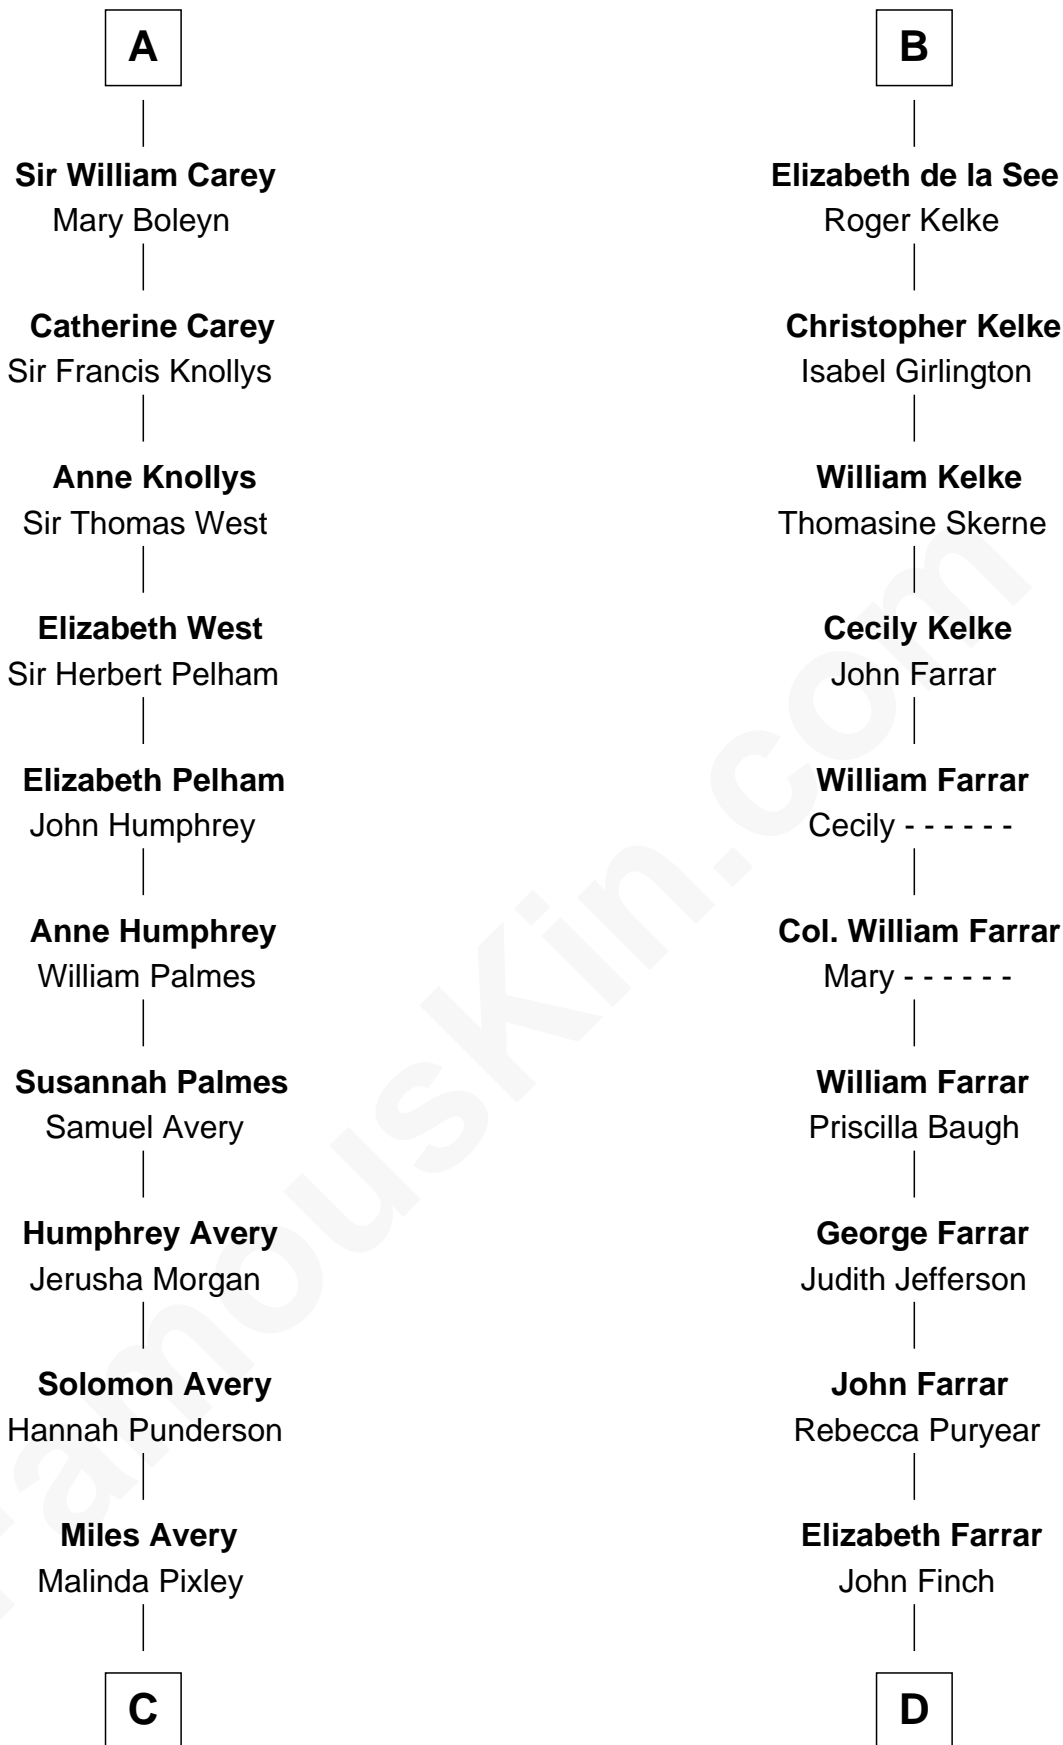 A
Sir William Carey
Mary Boleyn
Catherine Carey
Sir Francis Knollys
Anne Knollys
Sir Thomas West
Elizabeth West
Sir Herbert Pelham
Elizabeth Pelham
John Humphrey
Anne Humphrey
William Palmes
Susannah Palmes
Samuel Avery
Humphrey Avery
Jerusha Morgan
Solomon Avery
Hannah Punderson
Miles Avery
Malinda Pixley
C
B
Elizabeth de la See
Roger Kelke
Christopher Kelke
Isabel Girlington
William Kelke
Thomasine Skerne
Cecily Kelke
John Farrar
William Farrar
Cecily - - - - - -
Col. William Farrar
Mary - - - - - -
William Farrar
Priscilla Baugh
George Farrar
Judith Jefferson
John Farrar
Rebecca Puryear
Elizabeth Farrar
John Finch
D
FamousKin.com